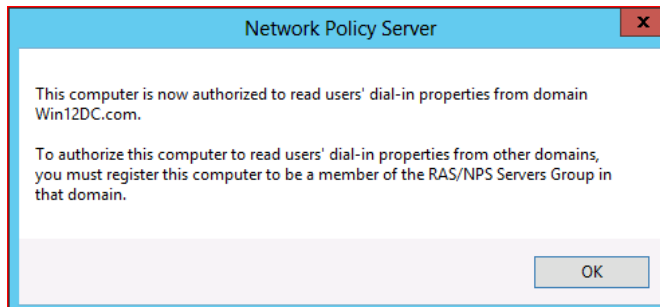 Network Policy Server
x
This computer is now authorized to read users' dial-in properties from domain
Win12DC.com.
To authorize this computer to read users' dial-in properties from other domains,
you must register this computer to be a member of the RAS/NPS Servers Group in
that domain.
OK